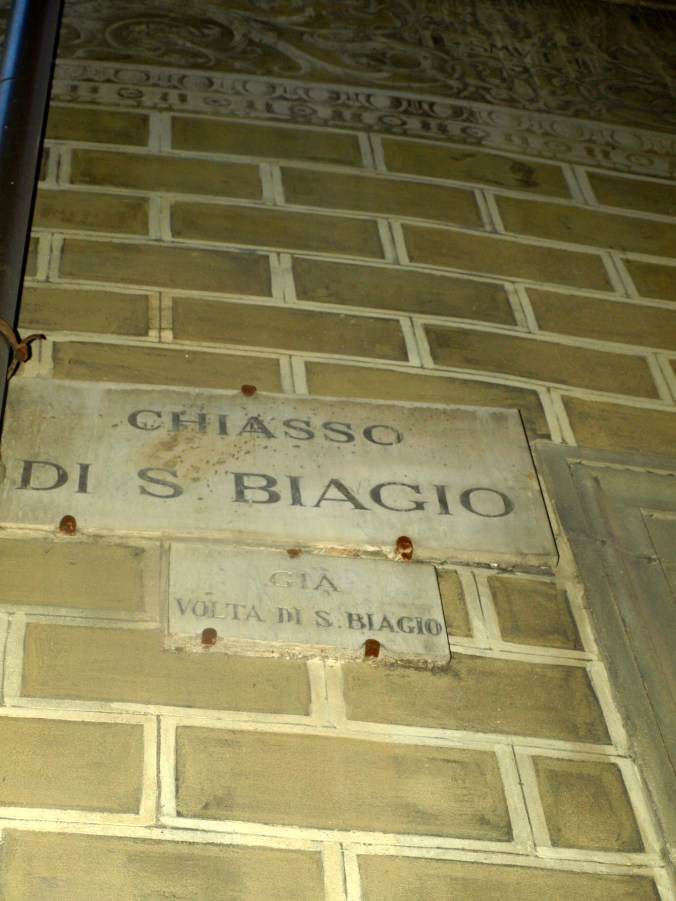 CHIASSO
DI S BIAGIO
GIÀ
VOLTA DI S. BIAGIO